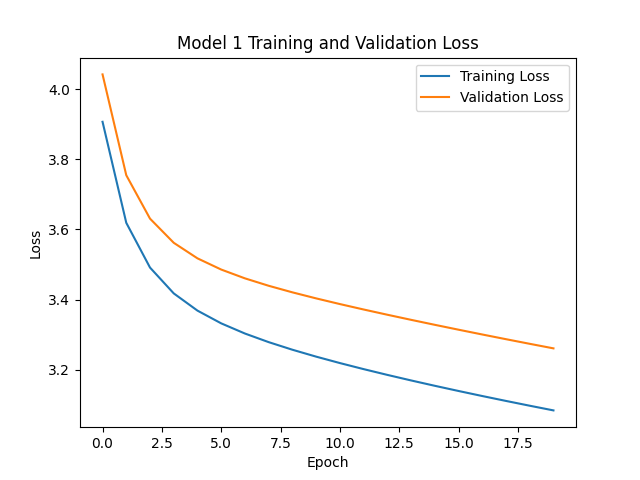 Model 1 Training and Validation Loss
Training Loss
Validation Loss
4.0
3.8
3.6
3.4
3.2
Loss
0.0 2.5 5.0 7.5 10.0 12.5 15.0 17.5
Epoch